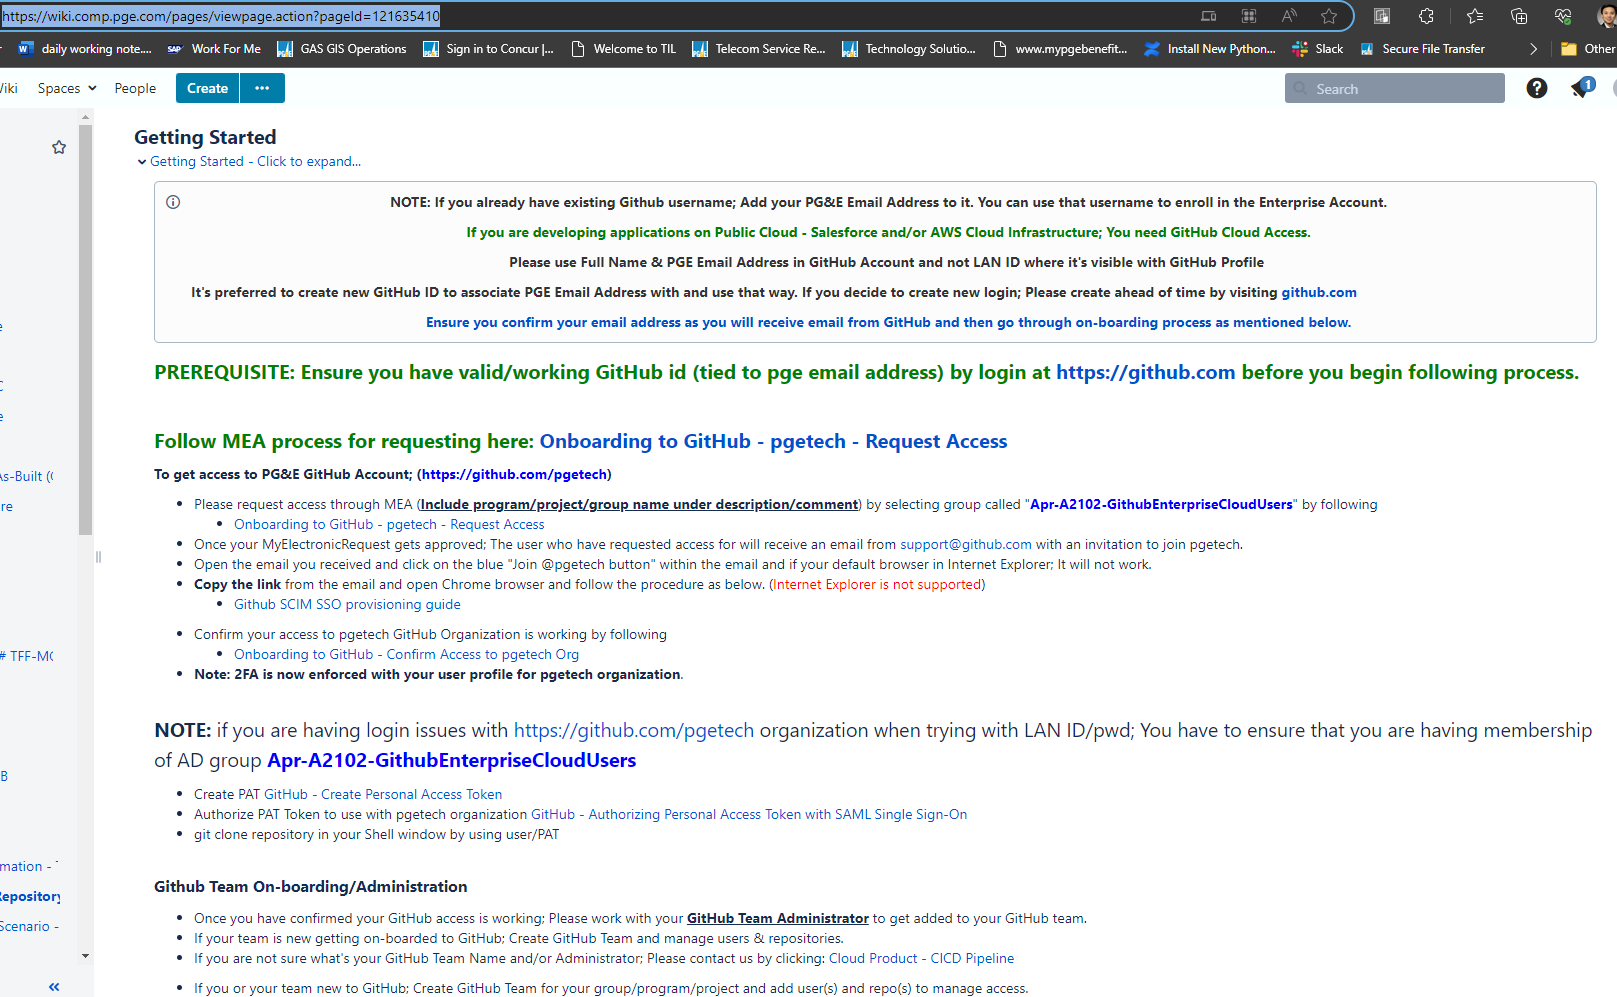 https://wiki.comp.pge.com/pages/viewpage.action?pageId=121635410
daily working note.... Work For Me GAS GIS Operations Sign in to Concur |... Welcome to TIL Telecom Service Re... Technology Solutio... www.mypgebenefit... Install New Python... Slack Secure File Transfer Other
Wiki Spaces People Create ... Search 1
Getting Started
Getting Started - Click to expand...
NOTE: If you already have existing Github username; Add your PG&E Email Address to it. You can use that username to enroll in the Enterprise Account.
If you are developing applications on Public Cloud - Salesforce and/or AWS Cloud Infrastructure; You need GitHub Cloud Access.
Please use Full Name & PGE Email Address in GitHub Account and not LAN ID where it's visible with GitHub Profile
It's preferred to create new GitHub ID to associate PGE Email Address with and use that way. If you decide to create new login; Please create ahead of time by visiting github.com
Ensure you confirm your email address as you will receive email from GitHub and then go through on-boarding process as mentioned below.
PREREQUISITE: Ensure you have valid/working GitHub id (tied to pge email address) by login at https://github.com before you begin following process.
Follow MEA process for requesting here: Onboarding to GitHub - pgetech - Request Access
To get access to PG&E GitHub Account; (https://github.com/pgetech)
Please request access through MEA (Include program/project/group name under description/comment) by selecting group called "Apr-A2102-GithubEnterpriseCloudUsers" by following
Onboarding to GitHub - pgetech - Request Access
Once your MyElectronicRequest gets approved; The user who have requested access for will receive an email from support@github.com with an invitation to join pgetech.
Open the email you received and click on the blue "Join @pgetech button" within the email and if your default browser in Internet Explorer; It will not work.
Copy the link from the email and open Chrome browser and follow the procedure as below. (Internet Explorer is not supported)
Github SCIM SSO provisioning guide
Confirm your access to pgetech GitHub Organization is working by following
Onboarding to GitHub - Confirm Access to pgetech Org
Note: 2FA is now enforced with your user profile for pgetech organization.
NOTE: if you are having login issues with https://github.com/pgetech organization when trying with LAN ID/pwd; You have to ensure that you are having membership
of AD group Apr-A2102-GithubEnterpriseCloudUsers
Create PAT GitHub - Create Personal Access Token
Authorize PAT Token to use with pgetech organization GitHub - Authorizing Personal Access Token with SAML Single Sign-On
git clone repository in your Shell window by using user/PAT
Github Team On-boarding/Administration
Once you have confirmed your GitHub access is working; Please work with your GitHub Team Administrator to get added to your GitHub team.
If your team is new getting on-boarded to GitHub; Create GitHub Team and manage users & repositories.
If you are not sure what's your GitHub Team Name and/or Administrator; Please contact us by clicking: Cloud Product - CICD Pipeline
If you or your team new to GitHub; Create GitHub Team for your group/program/project and add user(s) and repo(s) to manage access.
As-Built (
re
# TFF-MC
B
mation -
Repository
Scenario -